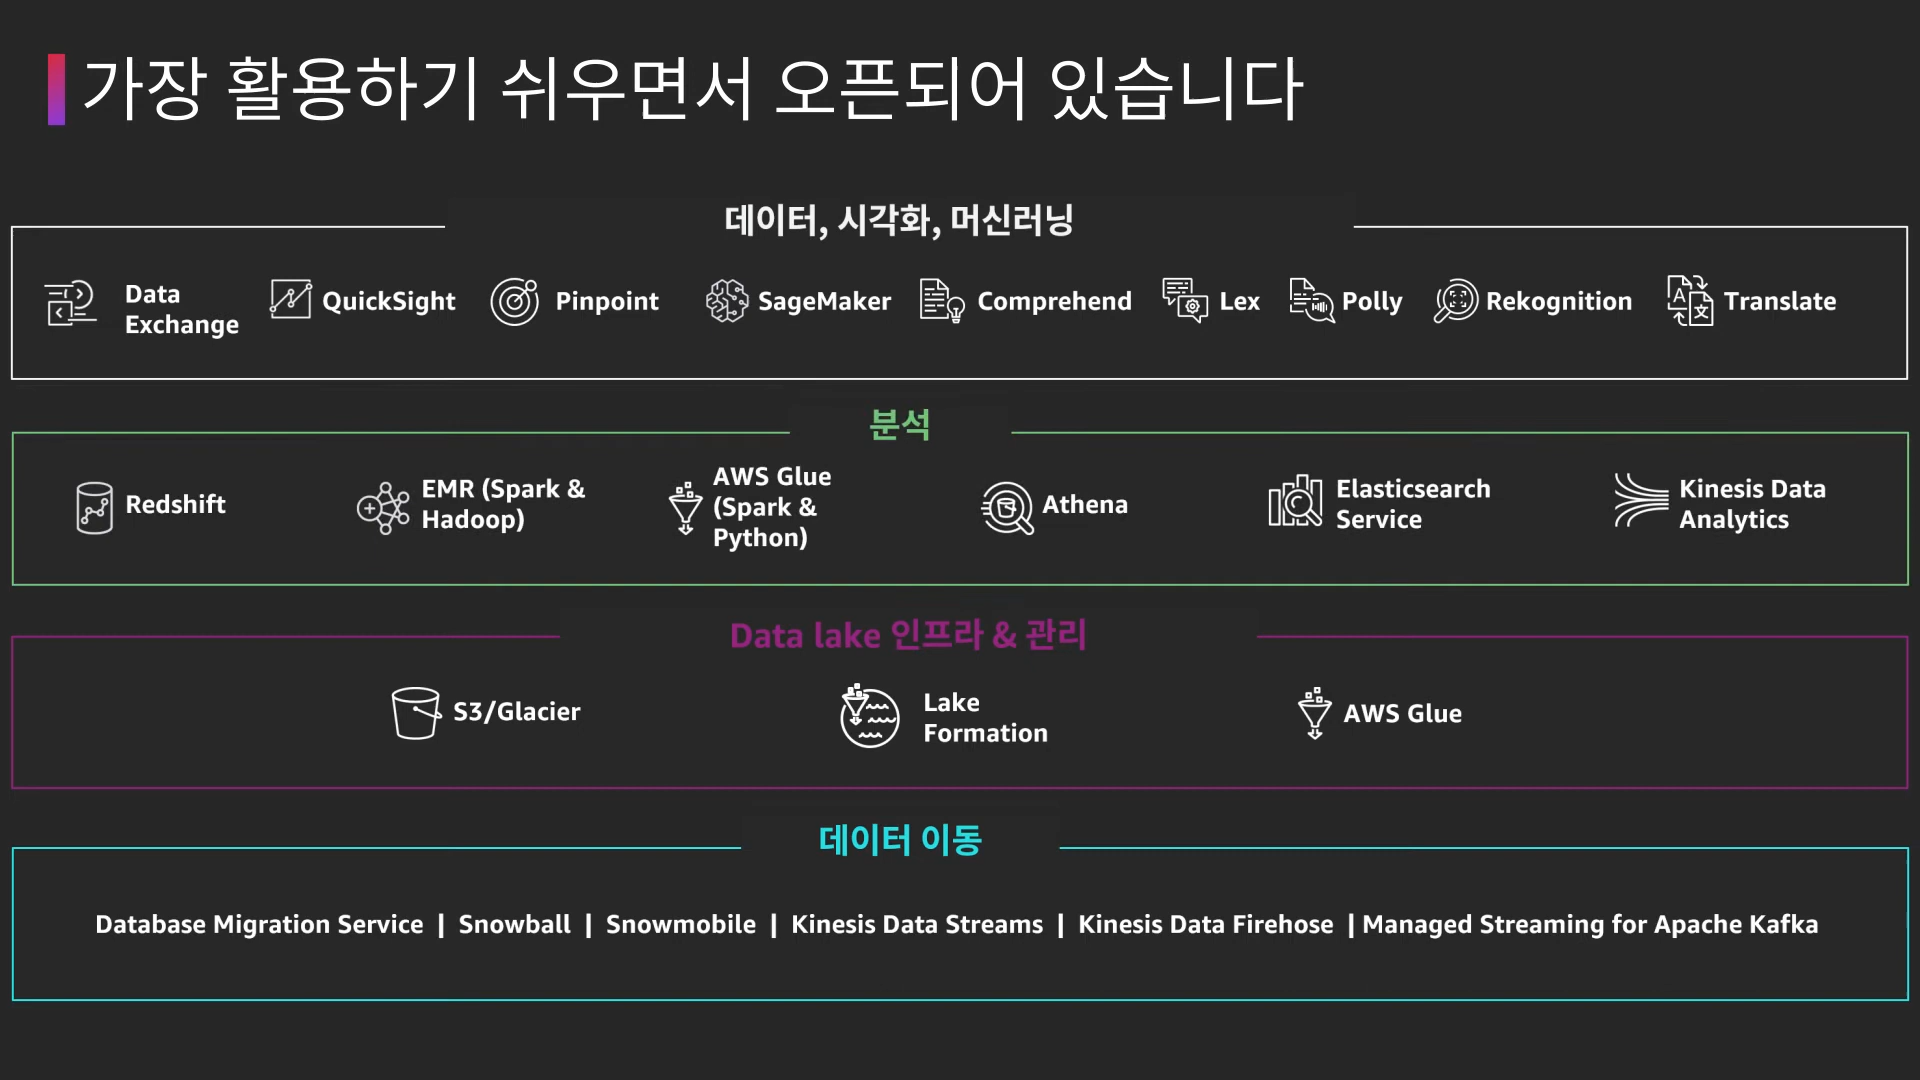 가장 활용하기 쉬우면서 오픈되어 있습니다
데이터, 시각화, 머신러닝
Data
Exchange
QuickSight
Pinpoint
SageMaker
Comprehend
Lex
Polly
Rekognition
Translate
분석
Redshift
EMR (Spark &
Hadoop)
AWS Glue
(Spark &
Python)
Athena
Elasticsearch
Service
Kinesis Data
Analytics
Data lake 인프라 & 관리
S3/Glacier
Lake
Formation
AWS Glue
데이터 이동
Database Migration Service | Snowball | Snowmobile | Kinesis Data Streams | Kinesis Data Firehose | Managed Streaming for Apache Kafka